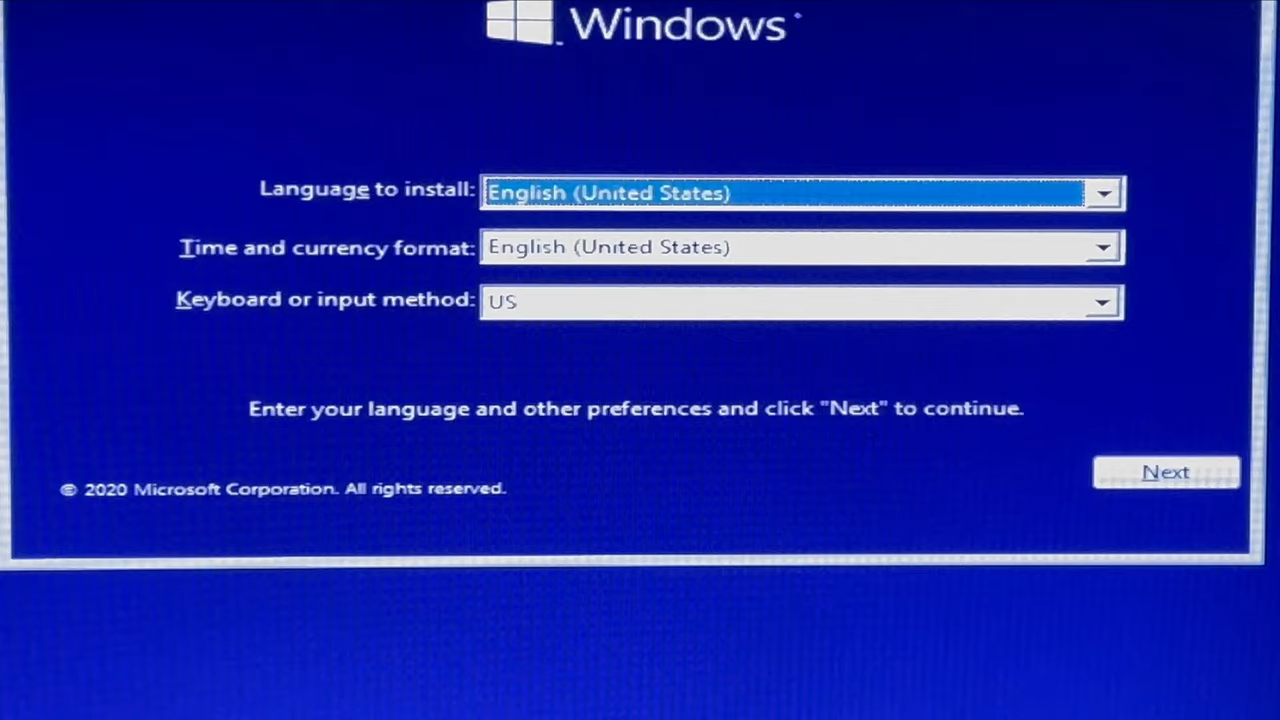 Windows
Language to install: English (United States)
Time and currency format: English (United States)
Keyboard or input method: US
Enter your language and other preferences and click "Next" to continue.
© 2020 Microsoft Corporation. All rights reserved.
Next